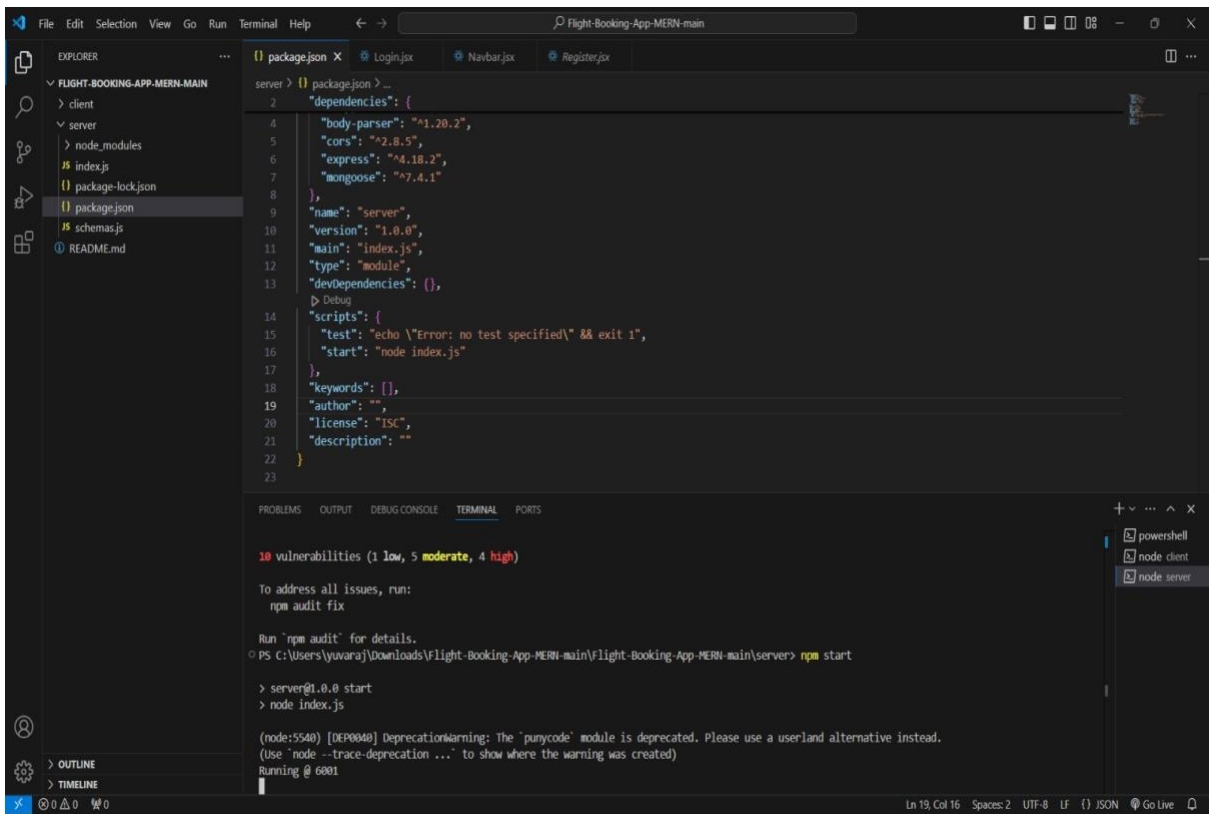 File Edit Selection View Go Run Terminal Help
Flight-Booking-App-MERN-main
EXPLORER
FLIGHT-BOOKING-APP-MERN-MAIN
client
server
node_modules
JS index.js
{} package-lock.json
{} package.json
JS schemas.js
README.md
OUTLINE
TIMELINE
{} package.json X Login.jsx Navbar.jsx Register.jsx
server > {} package.json > ...
2 "dependencies": {
4 "body-parser": "^1.20.2",
5 "cors": "^2.8.5",
6 "express": "^4.18.2",
7 "mongoose": "^7.4.1"
8 },
9 "name": "server",
10 "version": "1.0.0",
11 "main": "index.js",
12 "type": "module",
13 "devDependencies": {},
Debug
14 "scripts": {
15 "test": "echo \"Error: no test specified\" && exit 1",
16 "start": "node index.js"
17 },
18 "keywords": [],
19 "author": "",
20 "license": "ISC",
21 "description": ""
22 }
23
PROBLEMS OUTPUT DEBUG CONSOLE TERMINAL PORTS
10 vulnerabilities (1 low, 5 moderate, 4 high)
To address all issues, run:
npm audit fix
Run `npm audit` for details.
PS C:\Users\yuvaraj\Downloads\Flight-Booking-App-MERN-main\Flight-Booking-App-MERN-main\server> npm start
> server@1.0.0 start
> node index.js
(node:5540) [DEP0040] DeprecationWarning: The `punycode` module is deprecated. Please use a userland alternative instead.
(Use `node --trace-deprecation ...` to show where the warning was created)
Running @ 6001
powershell
node client
node server
0 0 0 Ln 19, Col 16 Spaces: 2 UTF-8 LF {} JSON Go Live